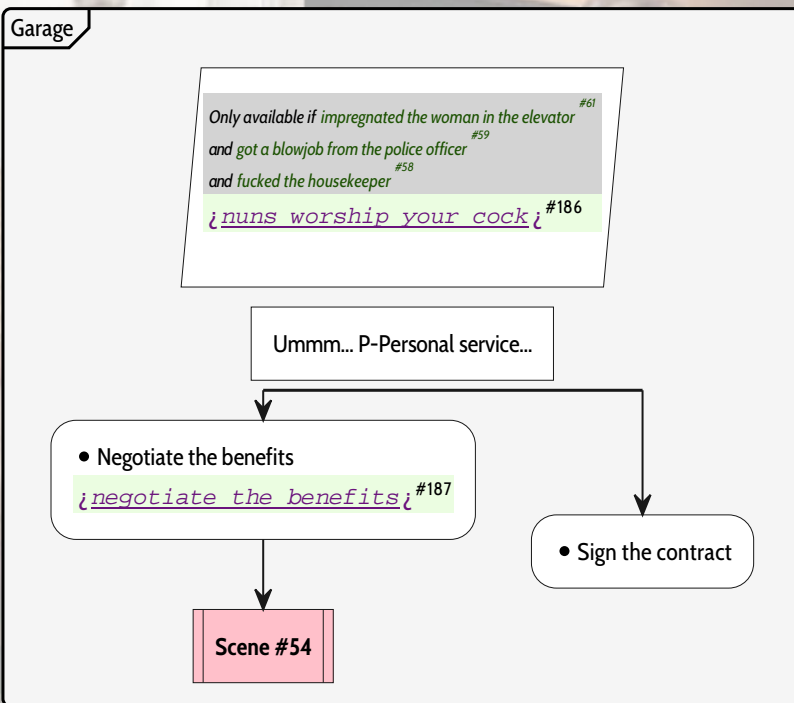 Garage
Only available if impregnated the woman in the elevator #61
and got a blowjob from the police officer #59
and fucked the housekeeper #58
¿nuns worship your cock¿ #186
Ummm... P-Personal service...
• Negotiate the benefits
¿negotiate the benefits¿ #187
• Sign the contract
Scene #54